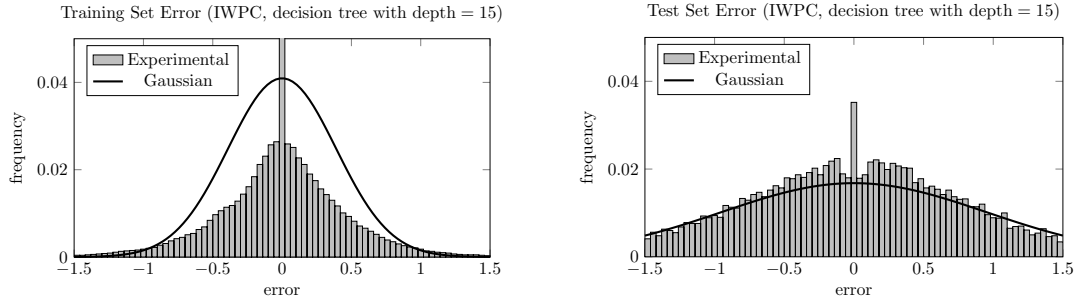 Training Set Error (IWPC, decision tree with depth = 15)
Experimental
Gaussian
0.04
0.02
0
frequency
−1.5 −1 −0.5 0 0.5 1 1.5
error
Test Set Error (IWPC, decision tree with depth = 15)
Experimental
Gaussian
0.04
0.02
0
frequency
−1.5 −1 −0.5 0 0.5 1 1.5
error